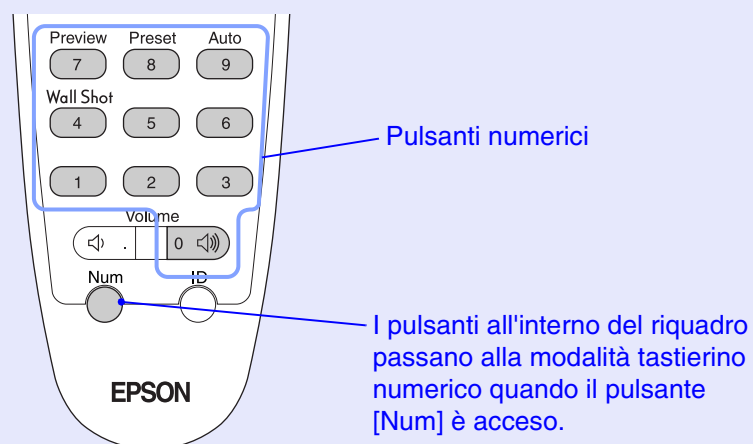 Preview Preset Auto
7 8 9
Wall Shot
4 5 6
1 2 3
Volume
. 0
Num ID
EPSON
Pulsanti numerici
I pulsanti all'interno del riquadro
passano alla modalità tastierino
numerico quando il pulsante
[Num] è acceso.